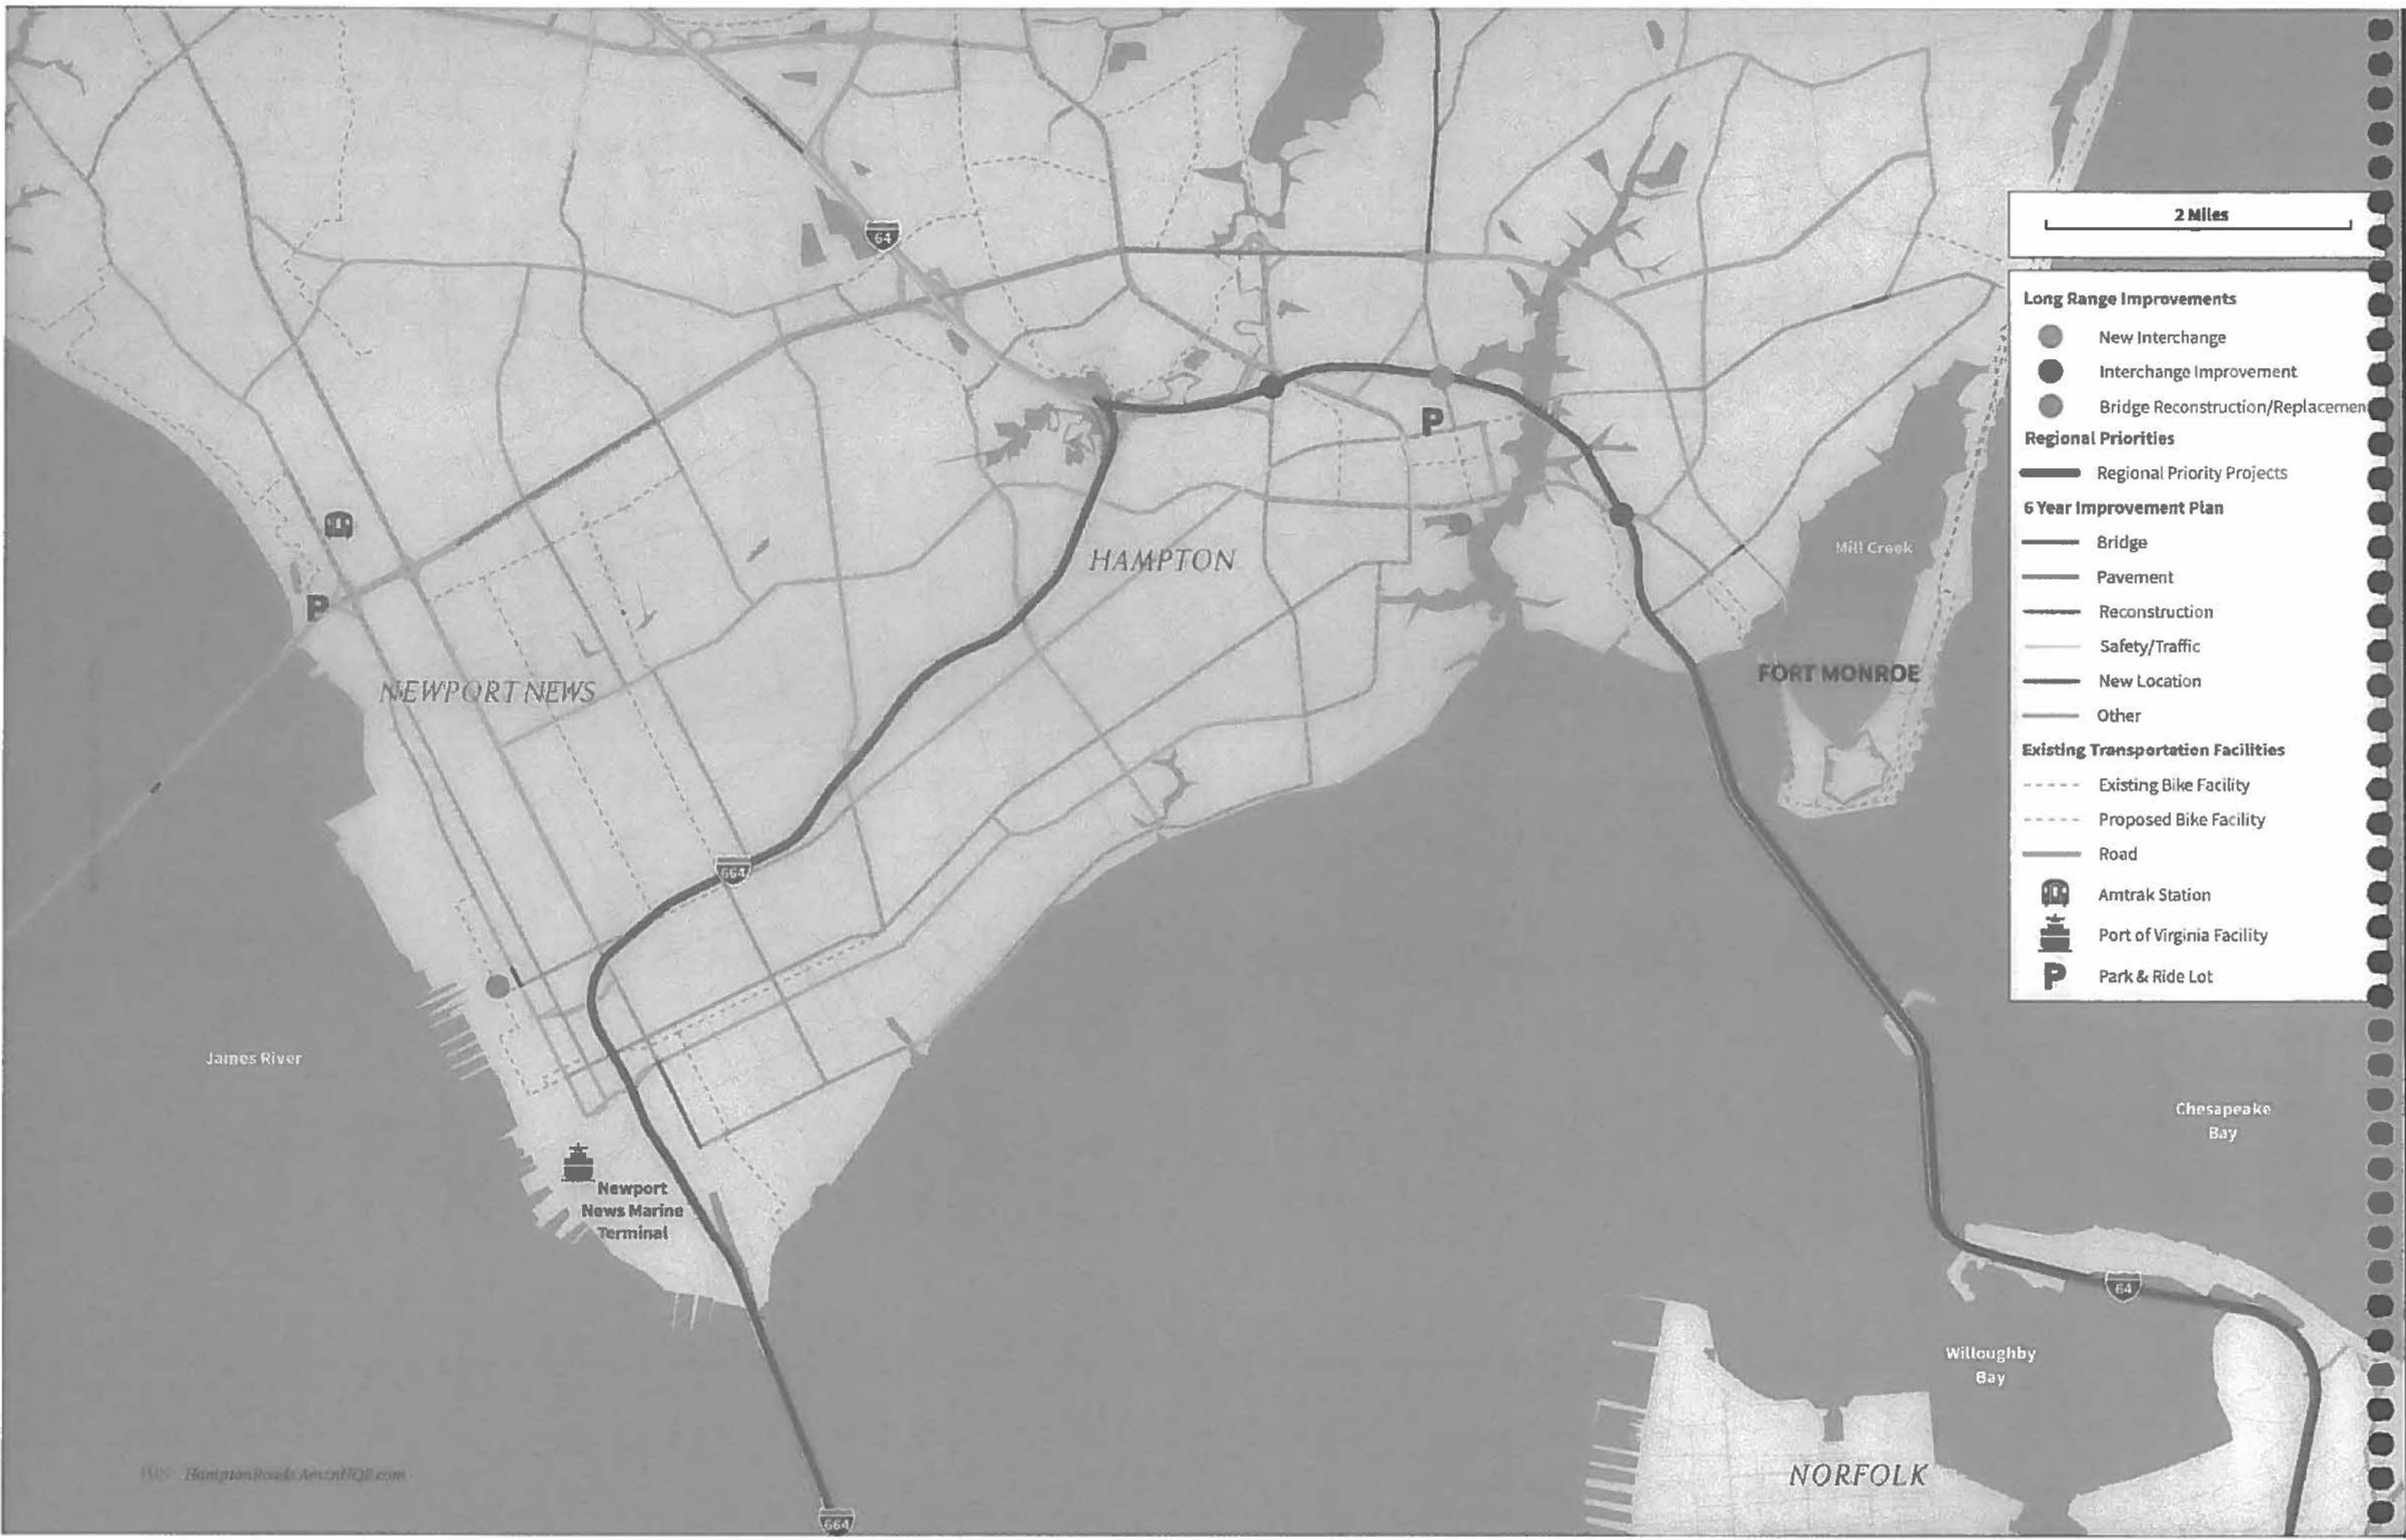 64
2 Miles
Long Range Improvements
New Interchange
Interchange Improvement
Bridge Reconstruction/Replacemen
Regional Priorities
Regional Priority Projects
6 Year Improvement Plan
Bridge
Pavement
Reconstruction
Safety/Traffic
New Location
Other
Existing Transportation Facilities
Existing Bike Facility
Proposed Bike Facility
Road
Amtrak Station
Port of Virginia Facility
P
Park & Ride Lot
P
HAMPTON
Mill Creek
P
FORT MONROE
NEWPORT NEWS
664
James River
Chesapeake
Bay
Newport
News Marine
Terminal
64
Willoughby
Bay
NORFOLK
HamptonRoads.AmznHQ2.com
664